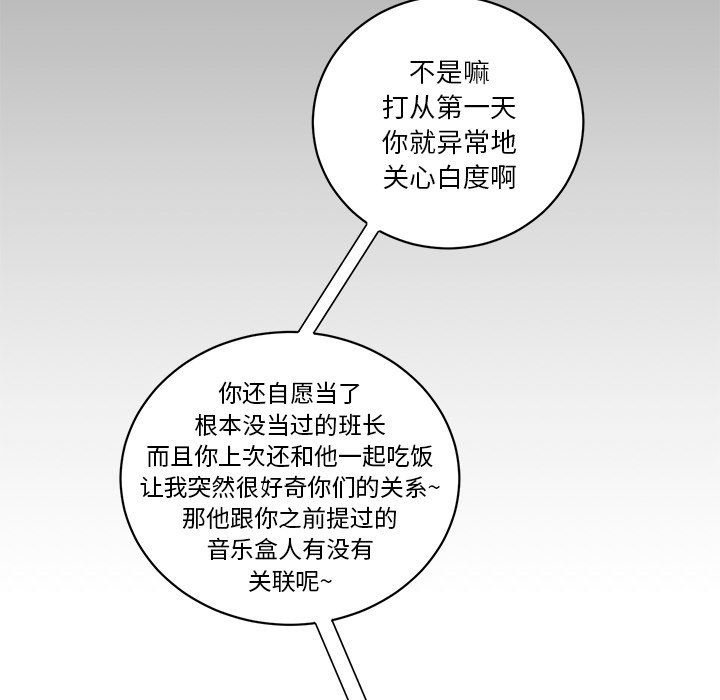 不是嘛
打从第一天
你就异常地
关心白度啊
你还自愿当了
根本没当过的班长
而且你上次还和他一起吃饭
让我突然很好奇你们的关系~
那他跟你之前提过的
音乐盒人有没有
关联呢~